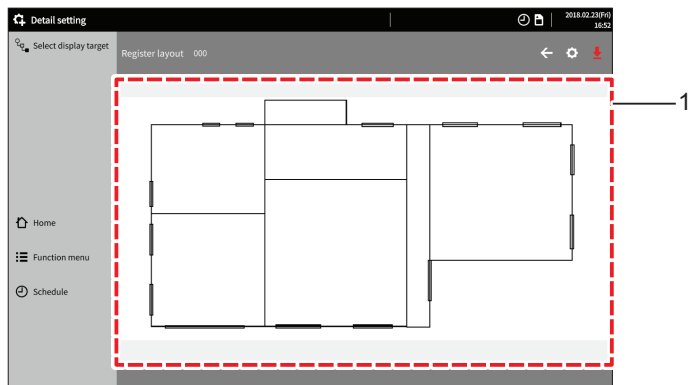 Detail setting
2018.02.23(Fri)
16:52
Select display target
Register layout 000
1
Home
Function menu
Schedule